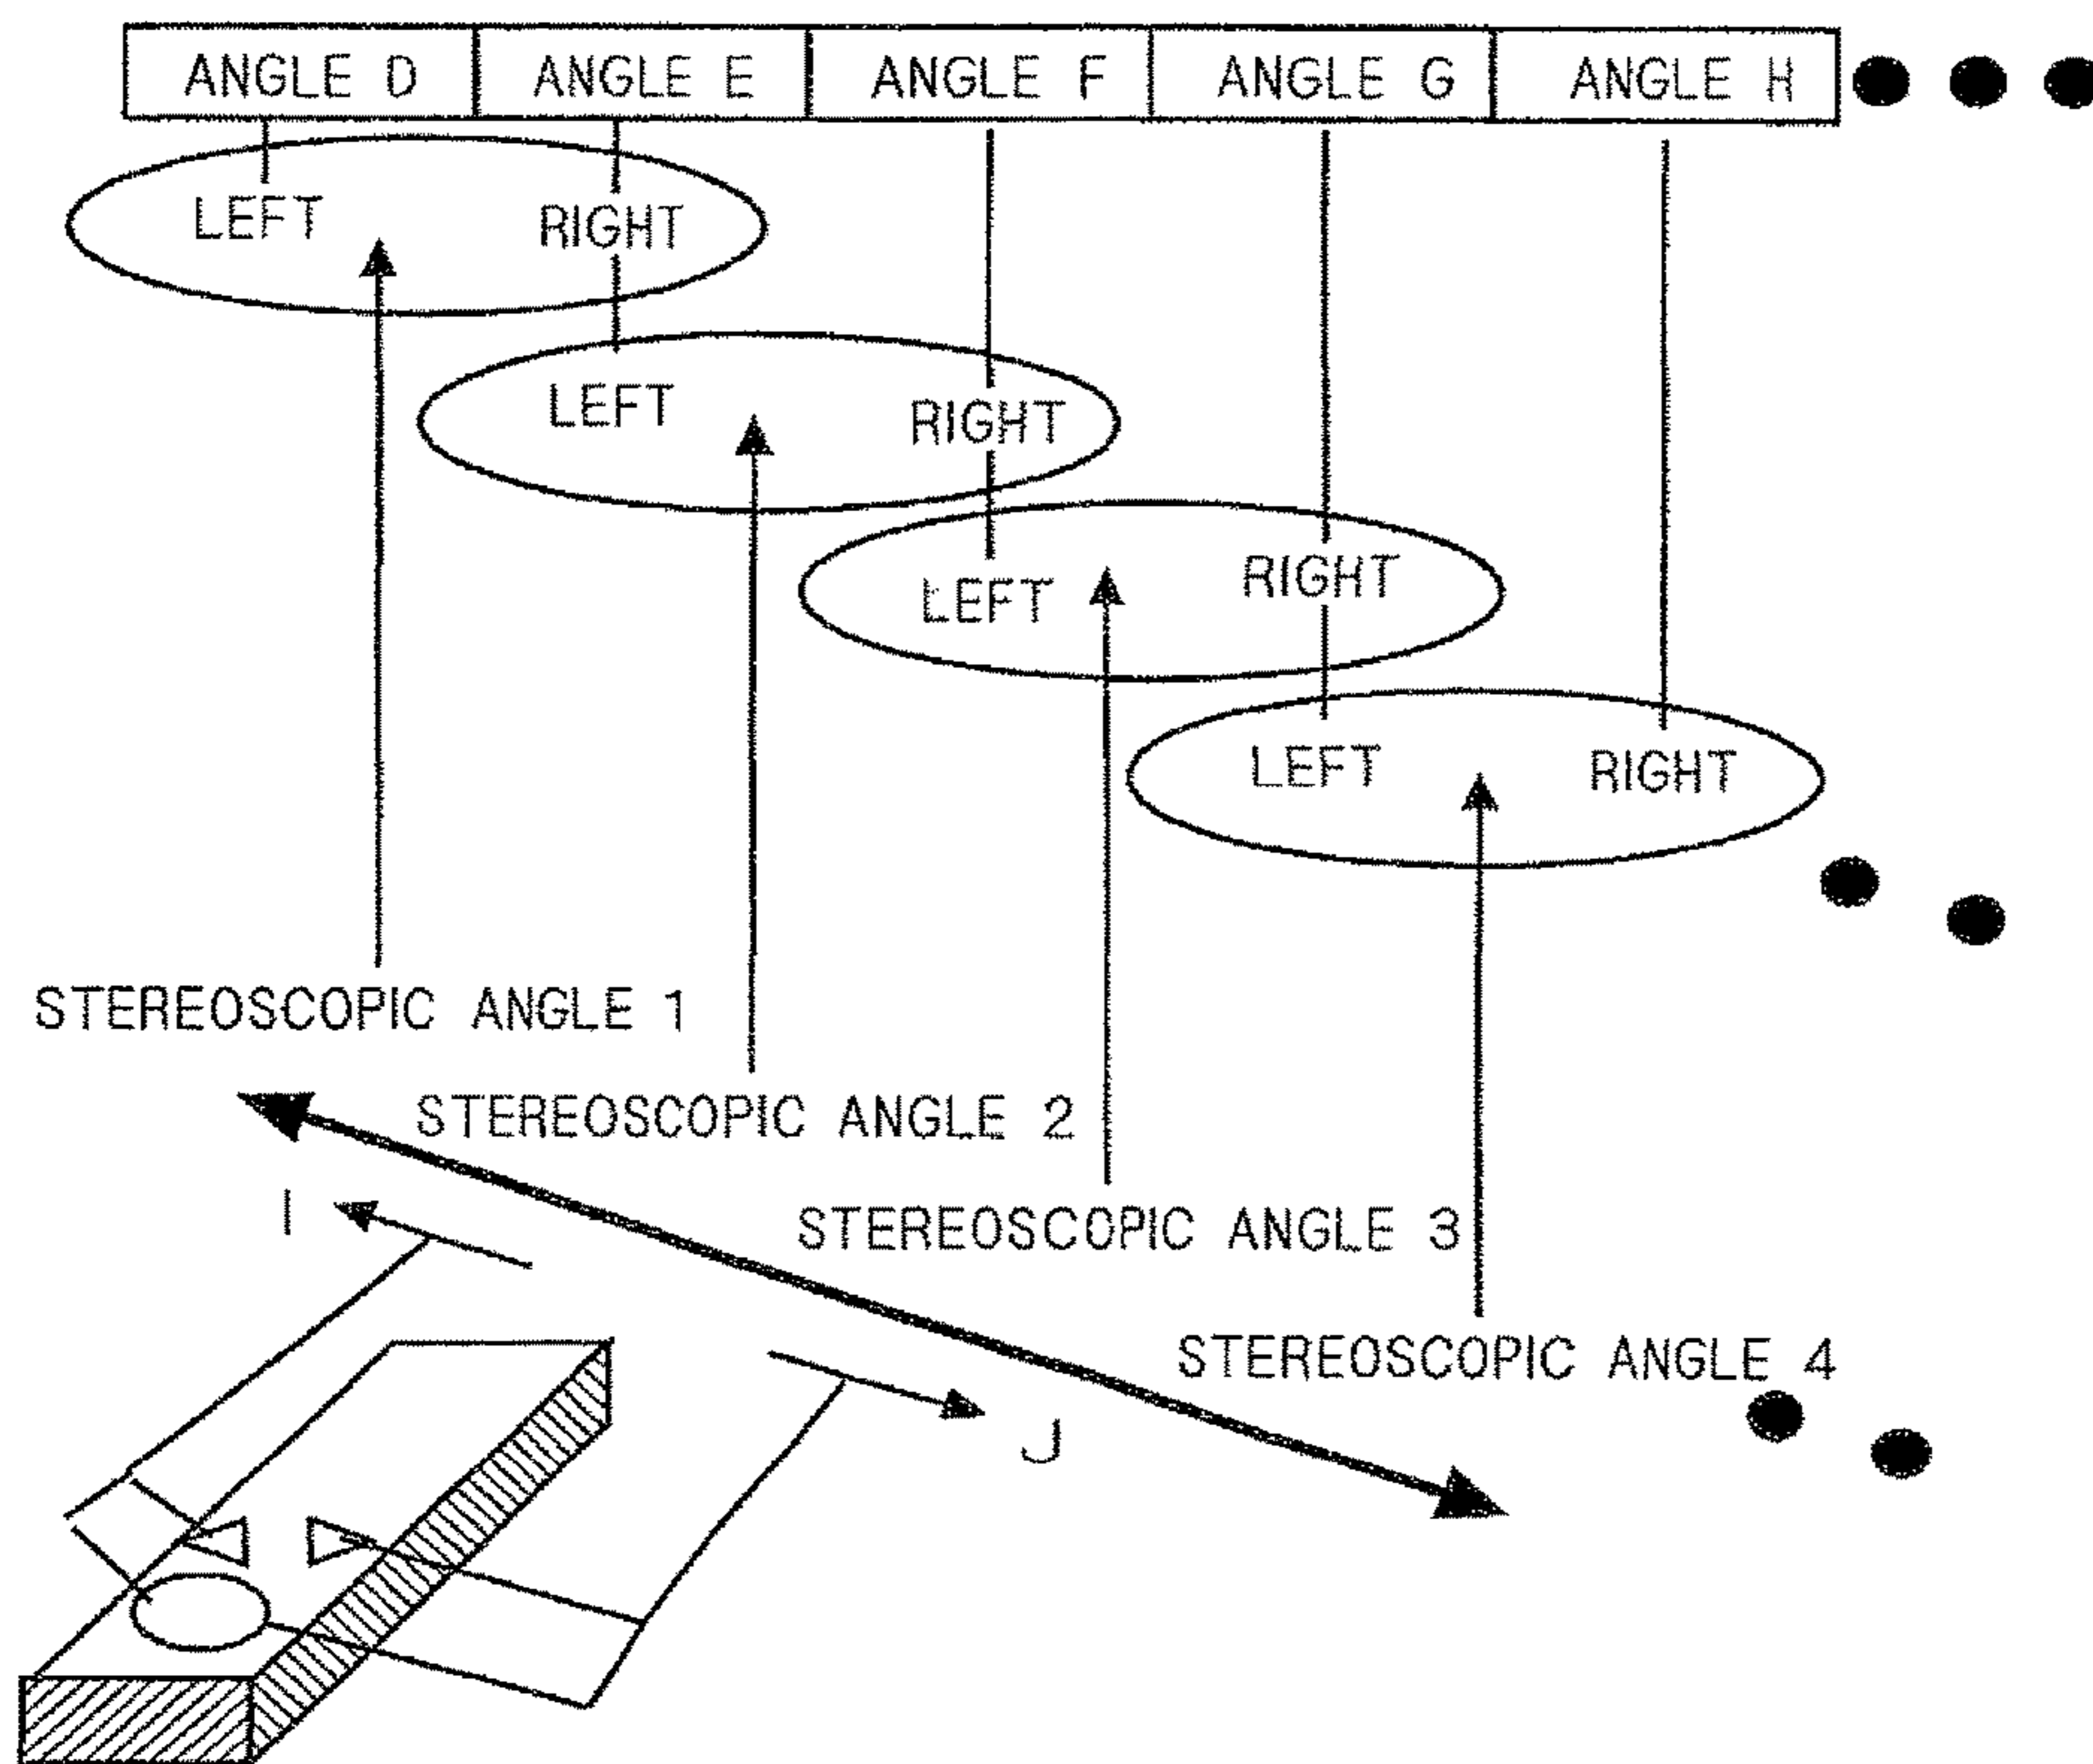 ANGLE D ANGLE E ANGLE F ANGLE G ANGLE H
LEFT RIGHT
LEFT RIGHT
LEFT RIGHT
LEFT RIGHT
STEREOSCOPIC ANGLE 1
STEREOSCOPIC ANGLE 2
I
STEREOSCOPIC ANGLE 3
STEREOSCOPIC ANGLE 4
J